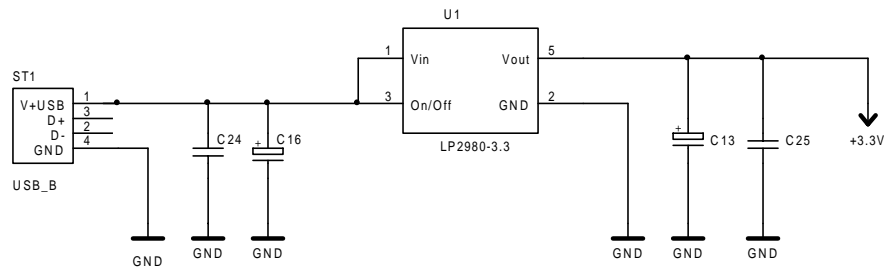 U1
1 Vin Vout 5
ST1
V+USB 1
D+ 3
D- 2
GND 4
3 On/Off GND 2
C24
+ C16
LP2980-3.3
+ C13
C25
+3.3V
USB_B
GND
GND
GND
GND
GND
GND